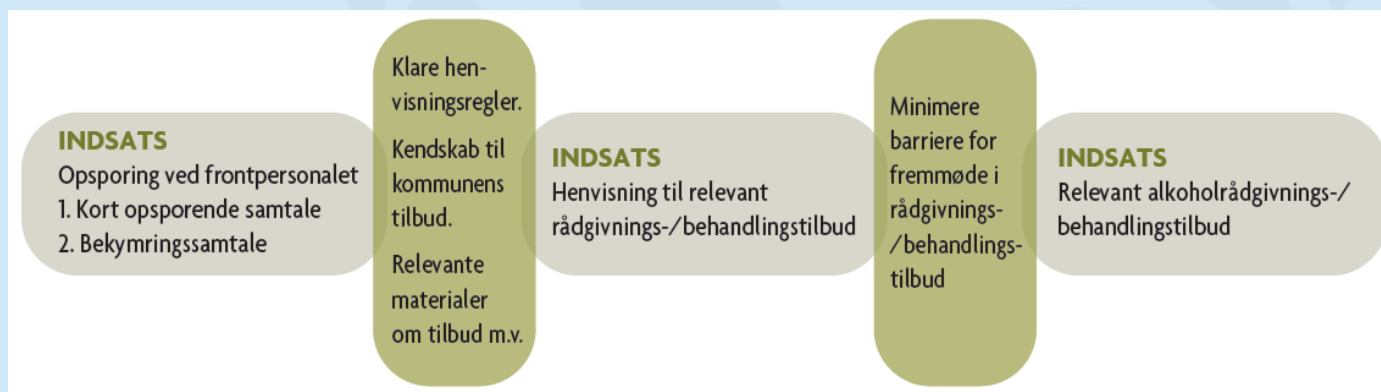 INDSATS
Opsporing ved frontpersonalet
1. Kort opsporende samtale
2. Bekymringssamtale
Klare hen-
visningsregler.
Kendskab til
kommunens
tilbud.
Relevante
materialer
om tilbud m.v.
INDSATS
Henvisning til relevant
rådgivnings-/behandlingstilbud
Minimere
barriere for
fremmøde i
rådgivnings-
/behandlings-
tilbud
INDSATS
Relevant alkoholrådgivnings-/
behandlingstilbud